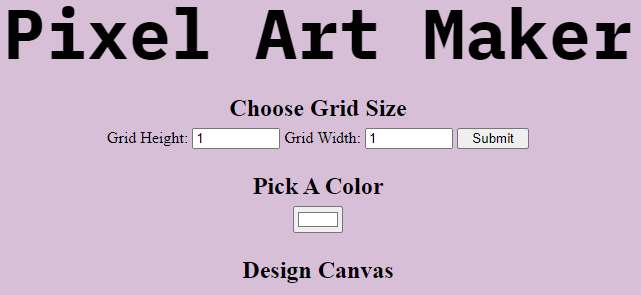 Pixel Art Maker
Choose Grid Size
Grid Height: 1 Grid Width: 1 Submit
Pick A Color
Design Canvas